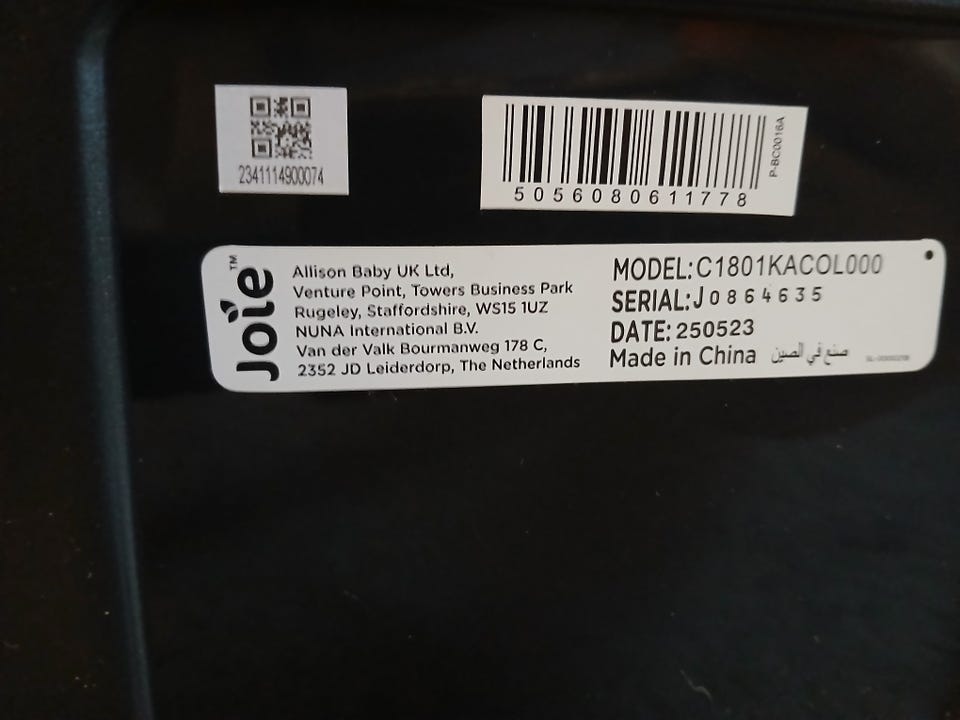 2341114900074
5056080611778
P-BC0016A
Joie™
Allison Baby UK Ltd,
Venture Point, Towers Business Park
Rugeley, Staffordshire, WS15 1UZ
NUNA International B.V.
Van der Valk Bourmanweg 178 C,
2352 JD Leiderdorp, The Netherlands
MODEL:C1801KACOL000
SERIAL:J0864635
DATE:250523
Made in China صنع في الصين